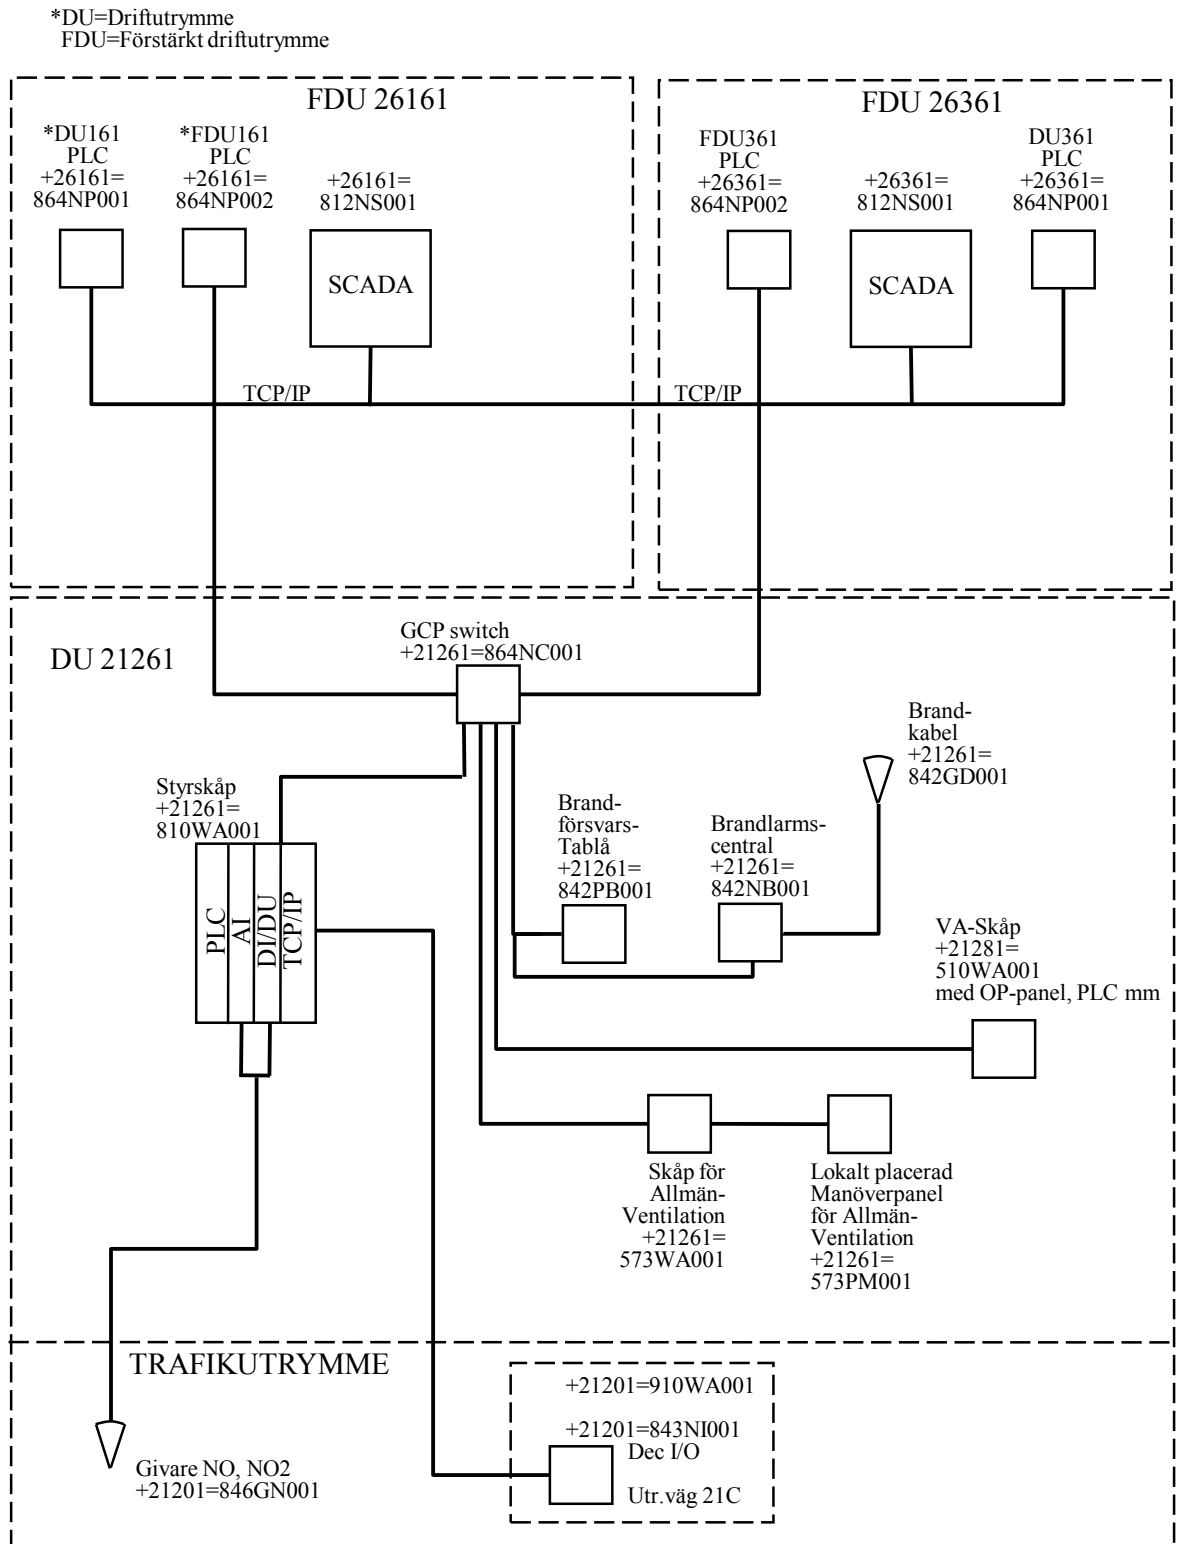 *DU=Driftutrymme
FDU=Förstärkt driftutrymme
FDU 26161
*DU161
PLC
+26161=
864NP001
*FDU161
PLC
+26161=
864NP002
+26161=
812NS001
SCADA
TCP/IP
FDU 26361
FDU361
PLC
+26361=
864NP002
+26361=
812NS001
SCADA
DU361
PLC
+26361=
864NP001
TCP/IP
DU 21261
GCP switch
+21261=864NC001
Styrskåp
+21261=
810WA001
PLC
AI
DI/DU
TCP/IP
Brand-
försvars-
Tablå
+21261=
842PB001
Brandlarms-
central
+21261=
842NB001
Brand-
kabel
+21261=
842GD001
VA-Skåp
+21281=
510WA001
med OP-panel, PLC mm
Skåp för
Allmän-
Ventilation
+21261=
573WA001
Lokalt placerad
Manöverpanel
för Allmän-
Ventilation
+21261=
573PM001
TRAFIKUTRYMME
Givare NO, NO2
+21201=846GN001
+21201=910WA001
+21201=843NI001
Dec I/O
Utr.väg 21C